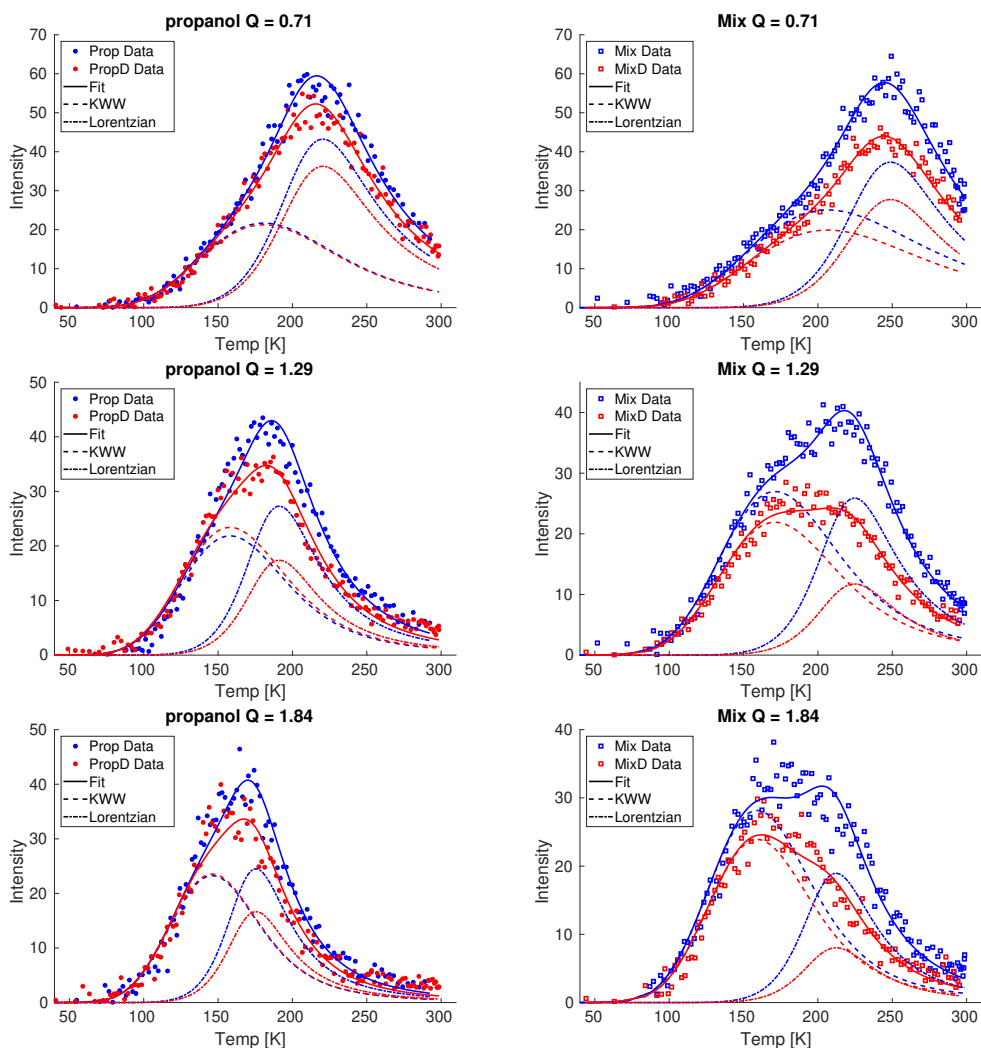 propanol Q = 0.71
70
60
50
40
30
20
10
0
Intensity
Prop Data
PropD Data
Fit
KWW
Lorentzian
50 100 150 200 250 300
Temp [K]
Mix Q = 0.71
70
60
50
40
30
20
10
0
Intensity
Mix Data
MixD Data
Fit
KWW
Lorentzian
50 100 150 200 250 300
Temp [K]
propanol Q = 1.29
50
40
30
20
10
0
Intensity
Prop Data
PropD Data
Fit
KWW
Lorentzian
50 100 150 200 250 300
Temp [K]
Mix Q = 1.29
40
30
20
10
0
Intensity
Mix Data
MixD Data
Fit
KWW
Lorentzian
50 100 150 200 250 300
Temp [K]
propanol Q = 1.84
50
40
30
20
10
0
Intensity
Prop Data
PropD Data
Fit
KWW
Lorentzian
50 100 150 200 250 300
Temp [K]
Mix Q = 1.84
40
30
20
10
0
Intensity
Mix Data
MixD Data
Fit
KWW
Lorentzian
50 100 150 200 250 300
Temp [K]